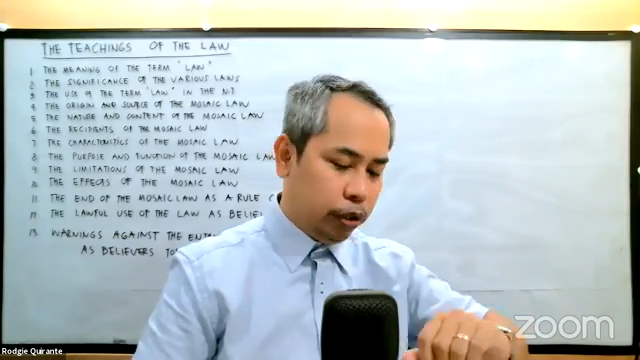 THE TEACHINGS OF THE LAW
1 THE MEANING OF THE TERM "LAW"
2 THE SIGNIFICANCE OF THE VARIOUS LAWS
3 THE USE OF THE TERM "LAW" IN THE N.T
4 THE ORIGIN AND SOURCE OF THE MOSAIC LAW
5 THE NATURE AND CONTENT OF THE MOSAIC LAW
6 THE RECIPIENTS OF THE MOSAIC LAW
7 THE CHARACTERISTICS OF THE MOSAIC LAW
8 THE PURPOSE AND FUNCTION OF THE MOSAIC LAW
9 THE LIMITATIONS OF THE MOSAIC LAW
10 THE EFFECTS OF THE MOSAIC LAW
11 THE END OF THE MOSAIC LAW AS A RULE
12 THE LAWFUL USE OF THE LAW AS
13 WARNINGS AGAINST THE
AS BELIEVERS
zoom
Rodgie Quirante